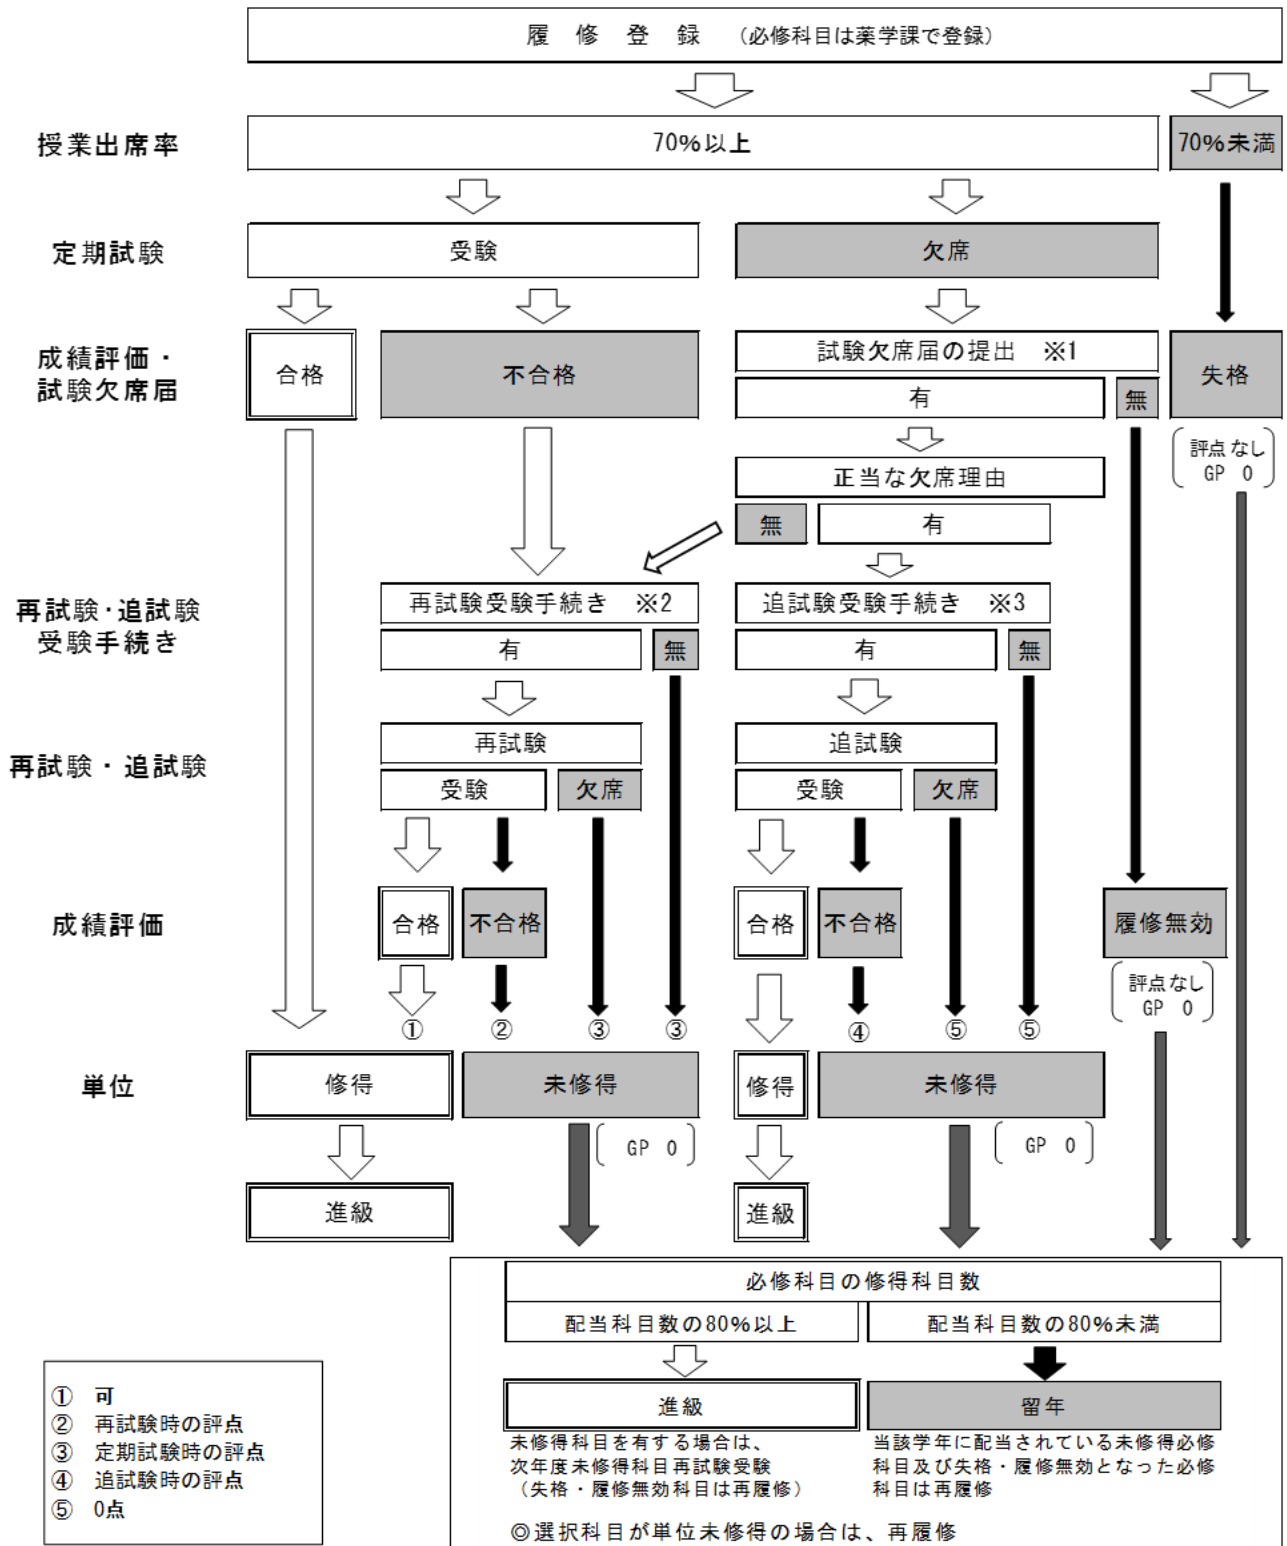 履 修 登 録 （必修科目は薬学課で登録）
授業出席率
70％以上
70％未満
定期試験
受験
欠席
成績評価・
試験欠席届
合格
不合格
試験欠席届の提出 ※1
有
無
失格
評点なし
GP 0
正当な欠席理由
無
有
再試験・追試験
受験手続き
再試験受験手続き ※2
有
無
追試験受験手続き ※3
有
無
再試験・追試験
再試験
受験
欠席
追試験
受験
欠席
成績評価
合格
不合格
合格
不合格
履修無効
評点なし
GP 0
①
②
③
③
④
⑤
⑤
単位
修得
未修得
修得
未修得
GP 0
GP 0
進級
進級
必修科目の修得科目数
配当科目数の80％以上
配当科目数の80％未満
進級
留年
未修得科目を有する場合は、
次年度未修得科目再試験受験
（失格・履修無効科目は再履修）
当該学年に配当されている未修得必修
科目及び失格・履修無効となった必修
科目は再履修
◎選択科目が単位未修得の場合は、再履修
① 可
② 再試験時の評点
③ 定期試験時の評点
④ 追試験時の評点
⑤ 0点